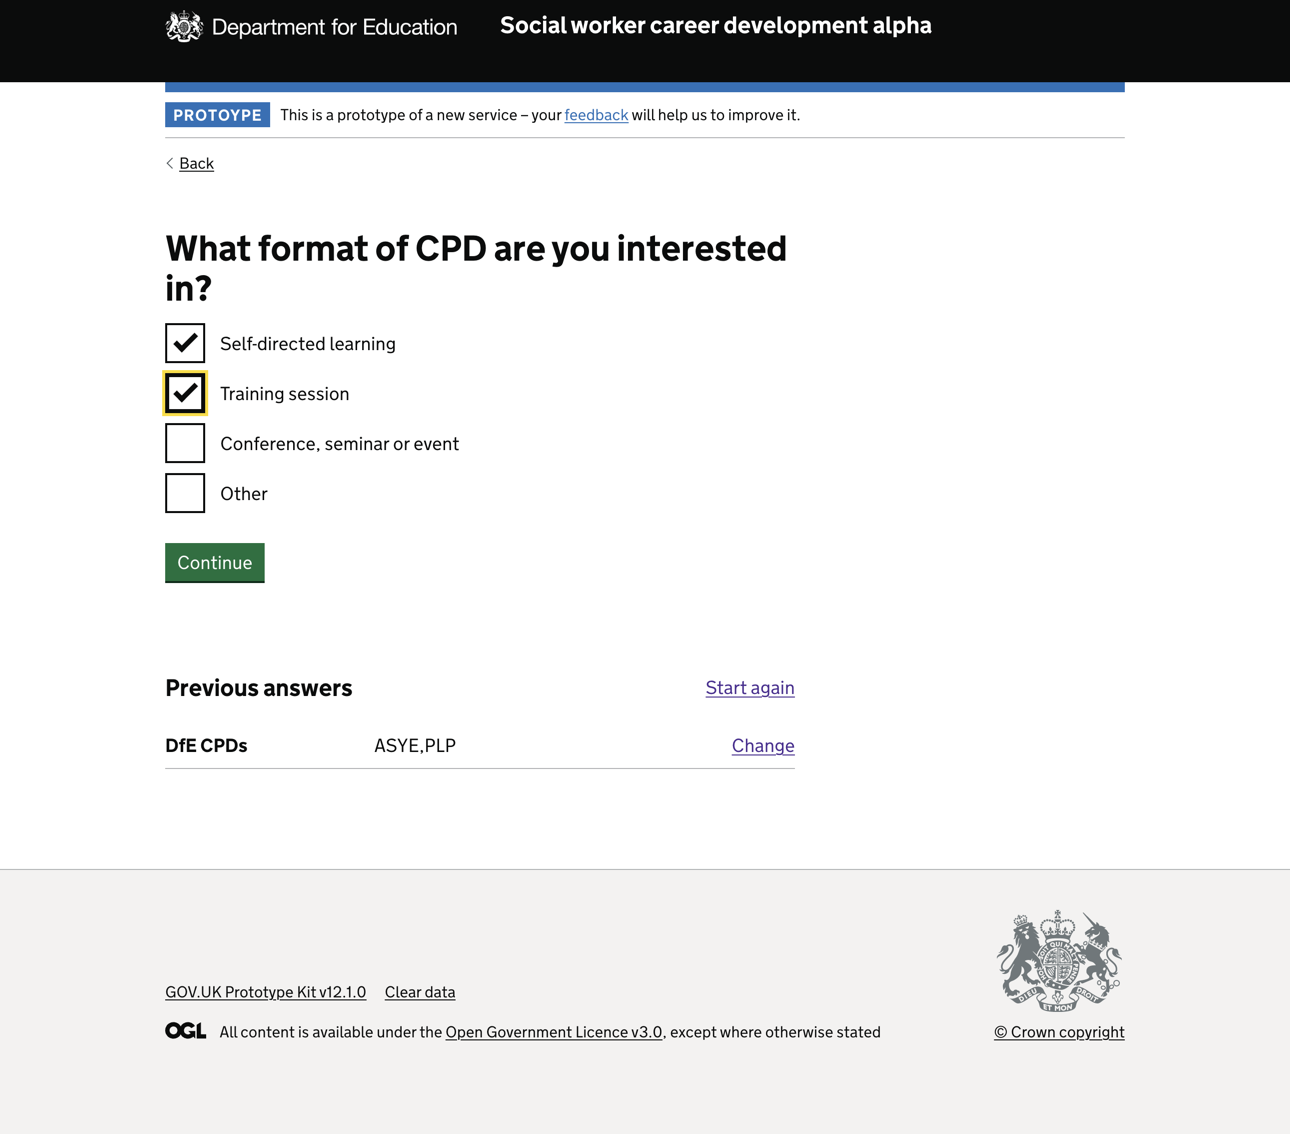 Department for Education Social worker career development alpha
PROTOYPE This is a prototype of a new service – your feedback will help us to improve it.
Back
What format of CPD are you interested
in?
Self-directed learning
Training session
Conference, seminar or event
Other
Continue
Previous answers Start again
DfE CPDs ASYE,PLP Change
GOV.UK Prototype Kit v12.1.0 Clear data
OGL All content is available under the Open Government Licence v3.0, except where otherwise stated
© Crown copyright